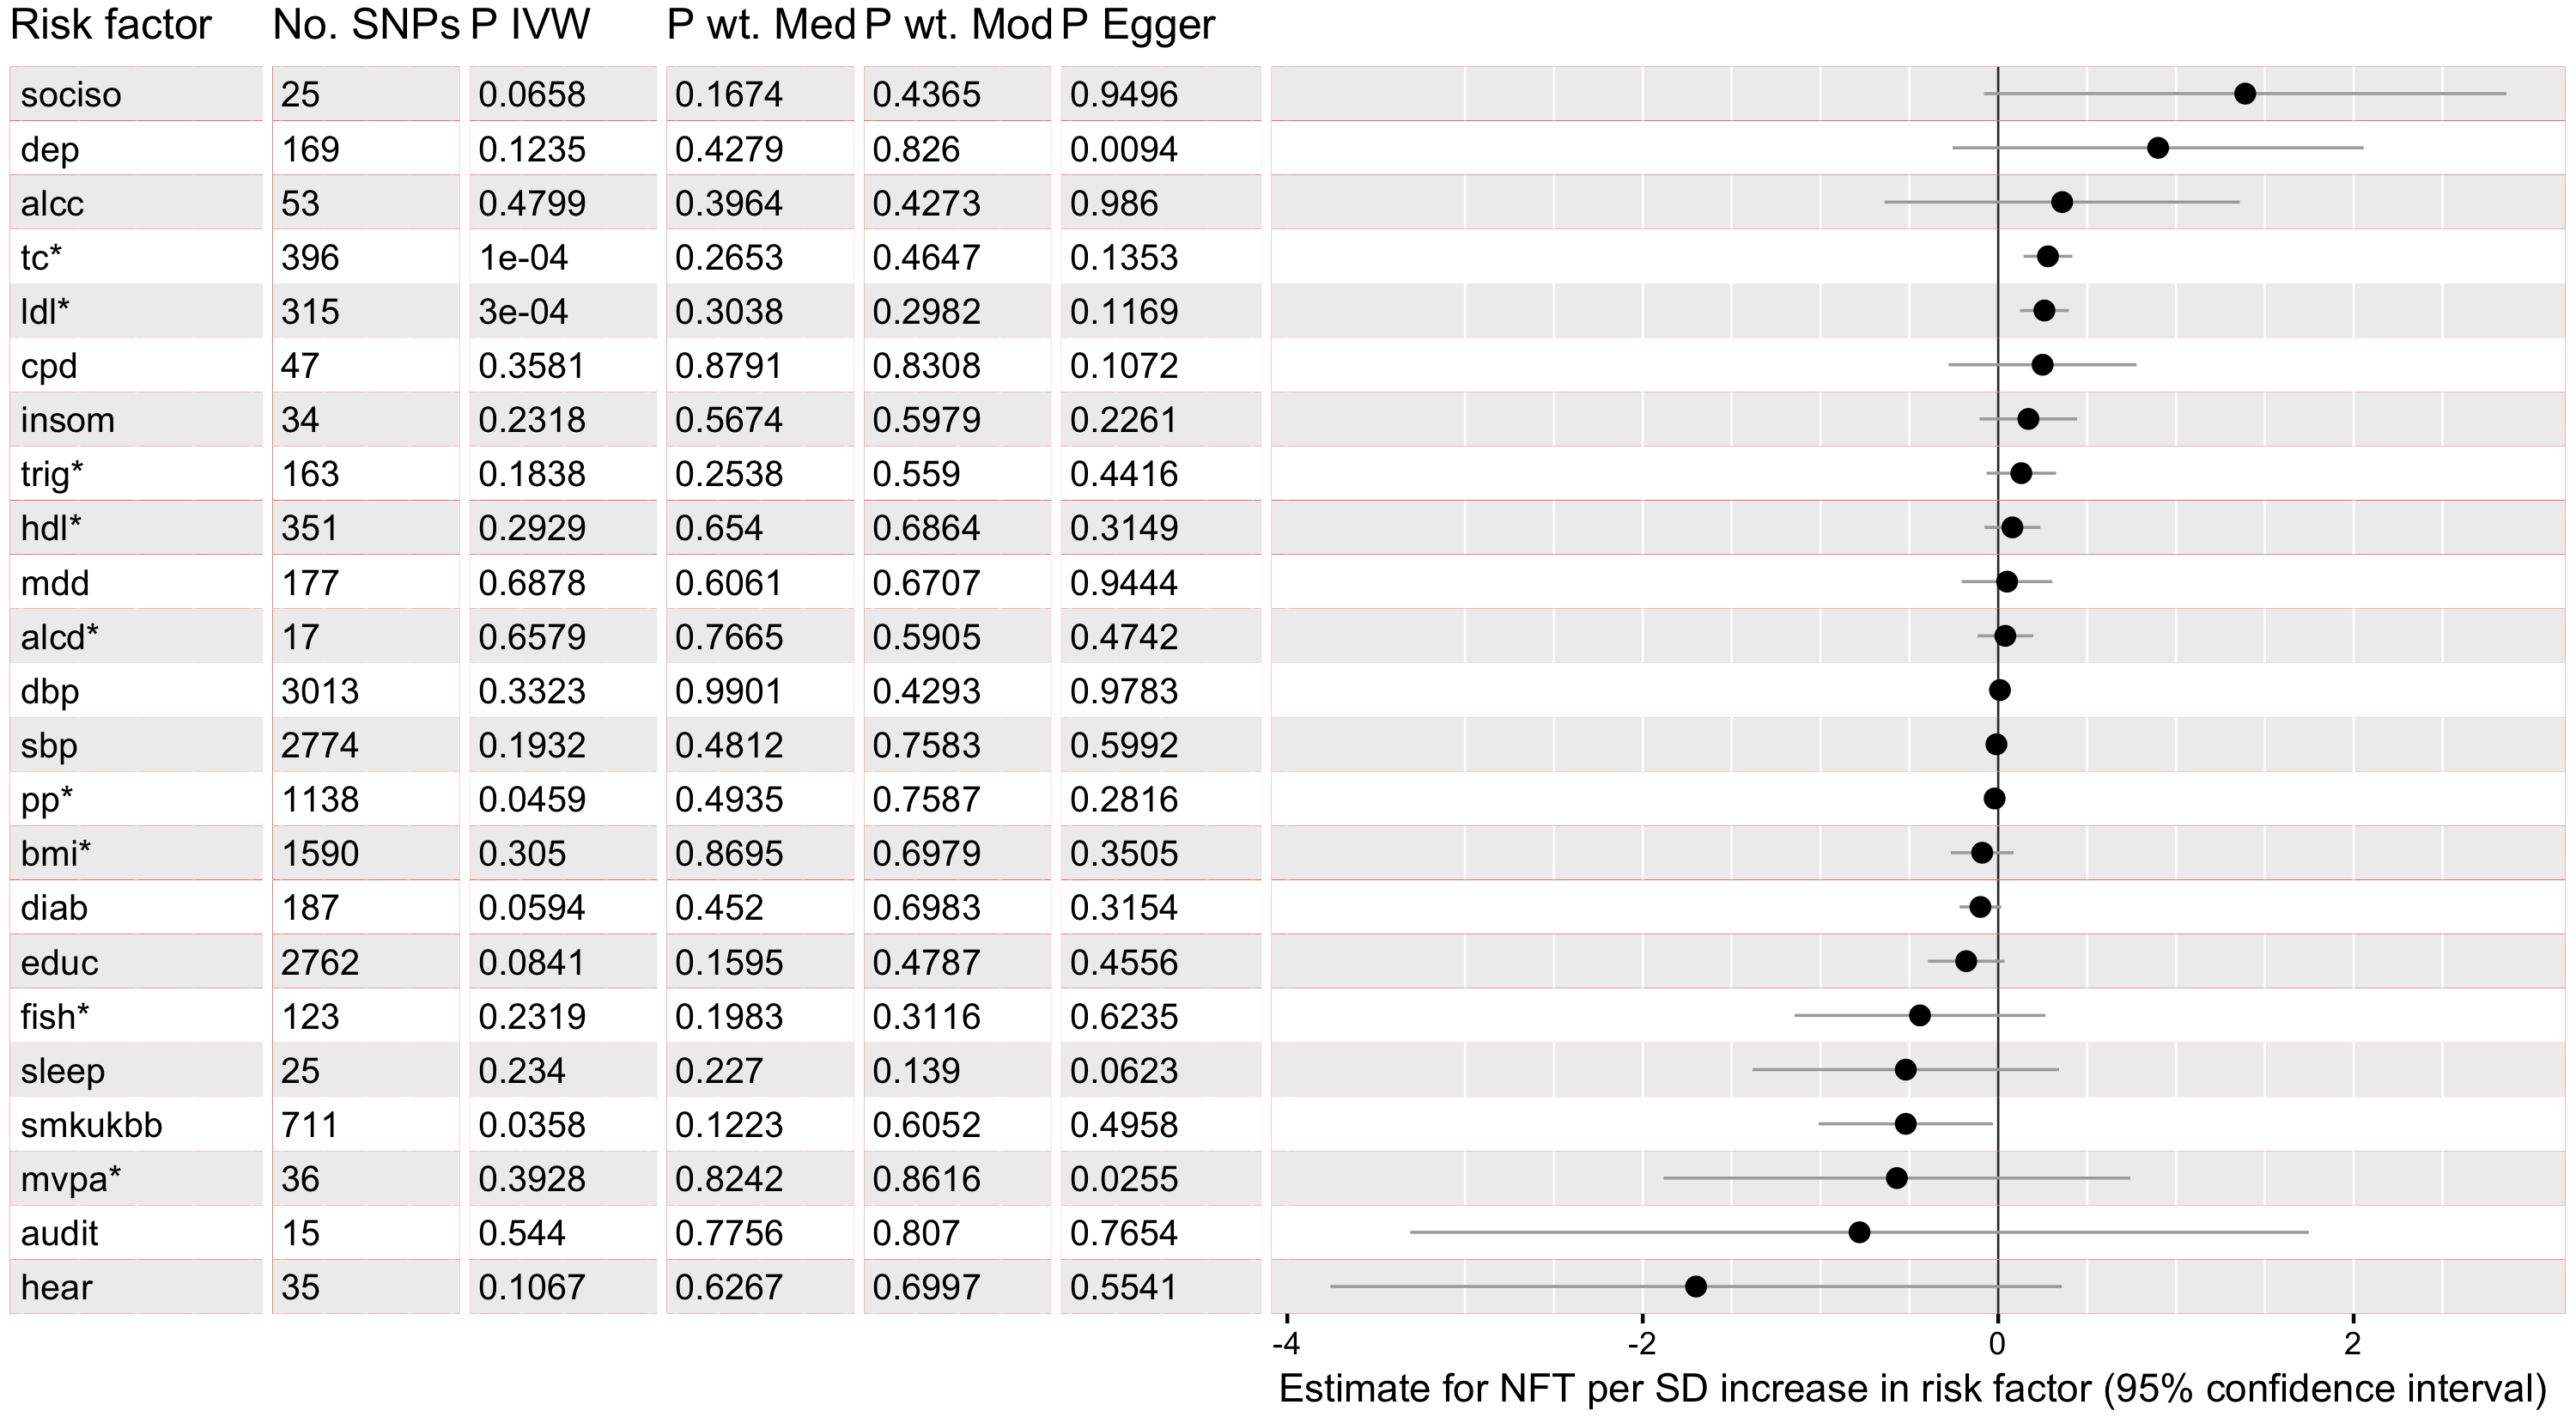 Risk factor No. SNPs P IVW P wt. Med P wt. Mod P Egger
sociso 25 0.0658 0.1674 0.4365 0.9496
dep 169 0.1235 0.4279 0.826 0.0094
alcc 53 0.4799 0.3964 0.4273 0.986
tc* 396 1e-04 0.2653 0.4647 0.1353
ldl* 315 3e-04 0.3038 0.2982 0.1169
cpd 47 0.3581 0.8791 0.8308 0.1072
insom 34 0.2318 0.5674 0.5979 0.2261
trig* 163 0.1838 0.2538 0.559 0.4416
hdl* 351 0.2929 0.654 0.6864 0.3149
mdd 177 0.6878 0.6061 0.6707 0.9444
alcd* 17 0.6579 0.7665 0.5905 0.4742
dbp 3013 0.3323 0.9901 0.4293 0.9783
sbp 2774 0.1932 0.4812 0.7583 0.5992
pp* 1138 0.0459 0.4935 0.7587 0.2816
bmi* 1590 0.305 0.8695 0.6979 0.3505
diab 187 0.0594 0.452 0.6983 0.3154
educ 2762 0.0841 0.1595 0.4787 0.4556
fish* 123 0.2319 0.1983 0.3116 0.6235
sleep 25 0.234 0.227 0.139 0.0623
smkukbb 711 0.0358 0.1223 0.6052 0.4958
mvpa* 36 0.3928 0.8242 0.8616 0.0255
audit 15 0.544 0.7756 0.807 0.7654
hear 35 0.1067 0.6267 0.6997 0.5541
-4 -2 0 2
Estimate for NFT per SD increase in risk factor (95% confidence interval)